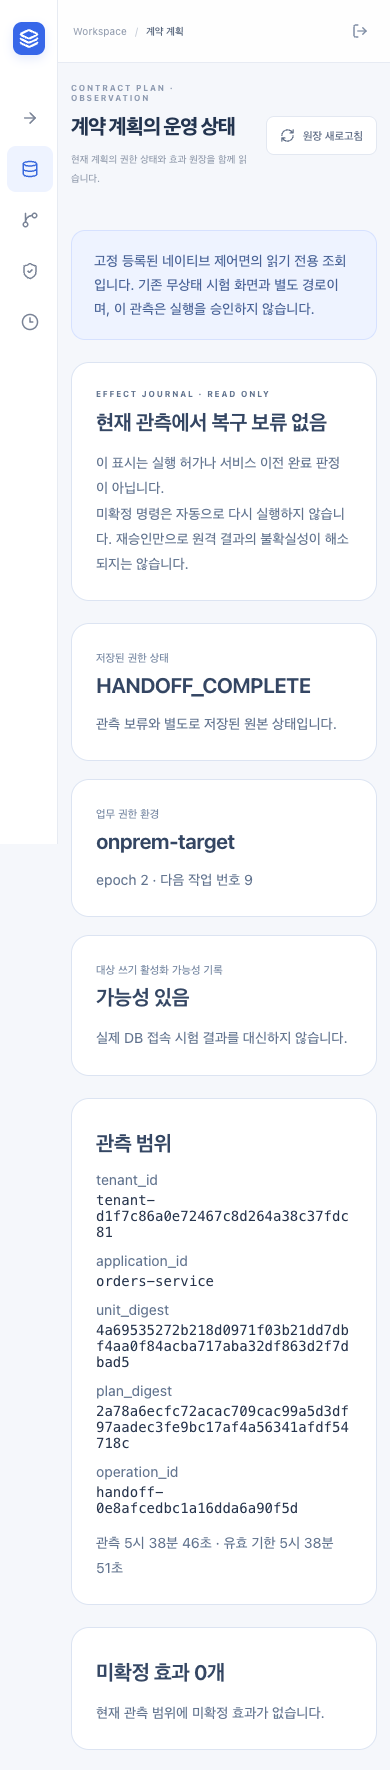 Workspace / 계약 계획
CONTRACT PLAN ·
OBSERVATION
계약 계획의 운영 상태
현재 계획의 권한 상태와 효과 원장을 함께 읽
습니다.
원장 새로고침
고정 등록된 네이티브 제어면의 읽기 전용 조회
입니다. 기존 무상태 시험 화면과 별도 경로이
며, 이 관측은 실행을 승인하지 않습니다.
EFFECT JOURNAL · READ ONLY
현재 관측에서 복구 보류 없음
이 표시는 실행 허가나 서비스 이전 완료 판정
이 아닙니다.
미확정 명령은 자동으로 다시 실행하지 않습니
다. 재승인만으로 원격 결과의 불확실성이 해소
되지는 않습니다.
저장된 권한 상태
HANDOFF_COMPLETE
관측 보류와 별도로 저장된 원본 상태입니다.
업무 권한 환경
onprem-target
epoch 2 · 다음 작업 번호 9
대상 쓰기 활성화 가능성 기록
가능성 있음
실제 DB 접속 시험 결과를 대신하지 않습니다.
관측 범위
tenant_id
tenant-
d1f7c86a0e72467c8d264a38c37fdc
81
application_id
orders-service
unit_digest
4a69535272b218d0971f03b21dd7db
f4aa0f84acba717aba32df863d2f7d
bad5
plan_digest
2a78a6ecfc72acac709cac99a5d3df
97aadec3fe9bc17af4a56341afdf54
718c
operation_id
handoff-
0e8afcedbc1a16dda6a90f5d
관측 5시 38분 46초 · 유효 기한 5시 38분
51초
미확정 효과 0개
현재 관측 범위에 미확정 효과가 없습니다.